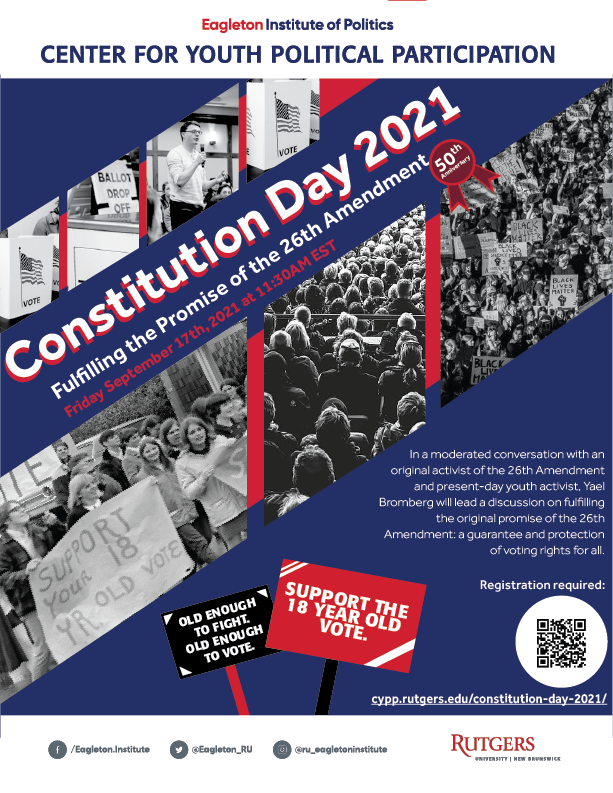 Eagleton Institute of Politics
CENTER FOR YOUTH POLITICAL PARTICIPATION
VOTE
BALLOT
DROP
OFF
VOTE
Constitution Day 2021
50th
Anniversary
Fulfilling the Promise of the 26th Amendment
Friday September 17th, 2021 at 11:30AM EST
BLACK
LIVES
MATTER
BLACK
LIVES
SUPPORT
Your 18
YR OLD VOTE
In a moderated conversation with an
original activist of the 26th Amendment
and present-day youth activist, Yael
Bromberg will lead a discussion on fulfilling
the original promise of the 26th
Amendment: a guarantee and protection
of voting rights for all.
Registration required:
OLD ENOUGH
TO FIGHT.
OLD ENOUGH
TO VOTE.
SUPPORT THE
18 YEAR OLD
VOTE.
cypp.rutgers.edu/constitution-day-2021/
/Eagleton.Institute
@Eagleton_RU
@ru_eagletoninstitute
RUTGERS
UNIVERSITY | NEW BRUNSWICK